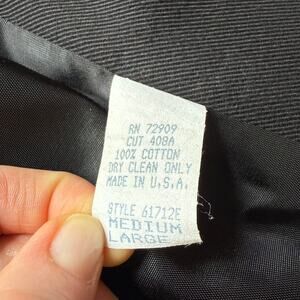 RN 72909
CUT 408A
100% COTTON
DRY CLEAN ONLY
MADE IN U.S.A.
STYLE 61712E
MEDIUM
LARGE